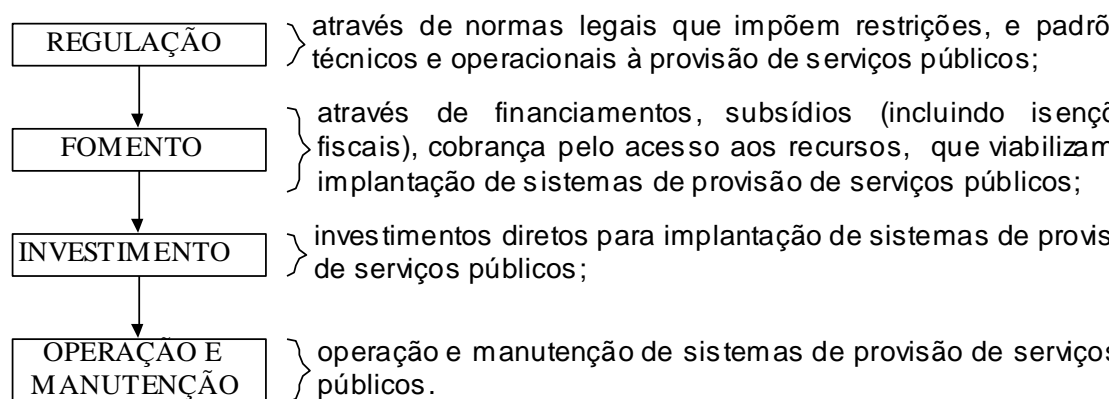 REGULAÇÃO
através de normas legais que impõem restrições, e padrõ
técnicos e operacionais à provisão de serviços públicos;
FOMENTO
através de financiamentos, subsídios (incluindo isençõ
fiscais), cobrança pelo acesso aos recursos, que viabilizam
implantação de sistemas de provisão de serviços públicos;
INVESTIMENTO
investimentos diretos para implantação de sistemas de provis
de serviços públicos;
OPERAÇÃO E
MANUTENÇÃO
operação e manutenção de sistemas de provisão de serviços
públicos.